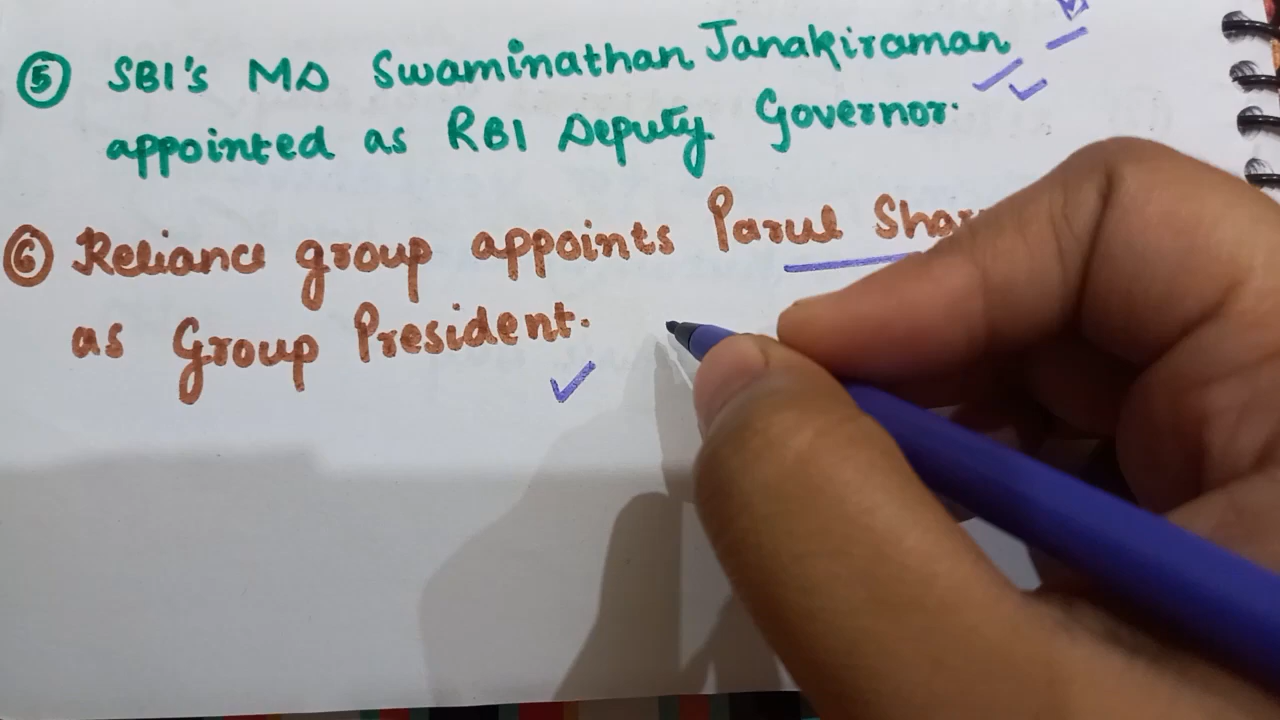 ⑤ SBI's MD Swaminathan Janakiraman
appointed as RBI Deputy Governor.
⑥ Reliance group appoints Parul
as Group President.